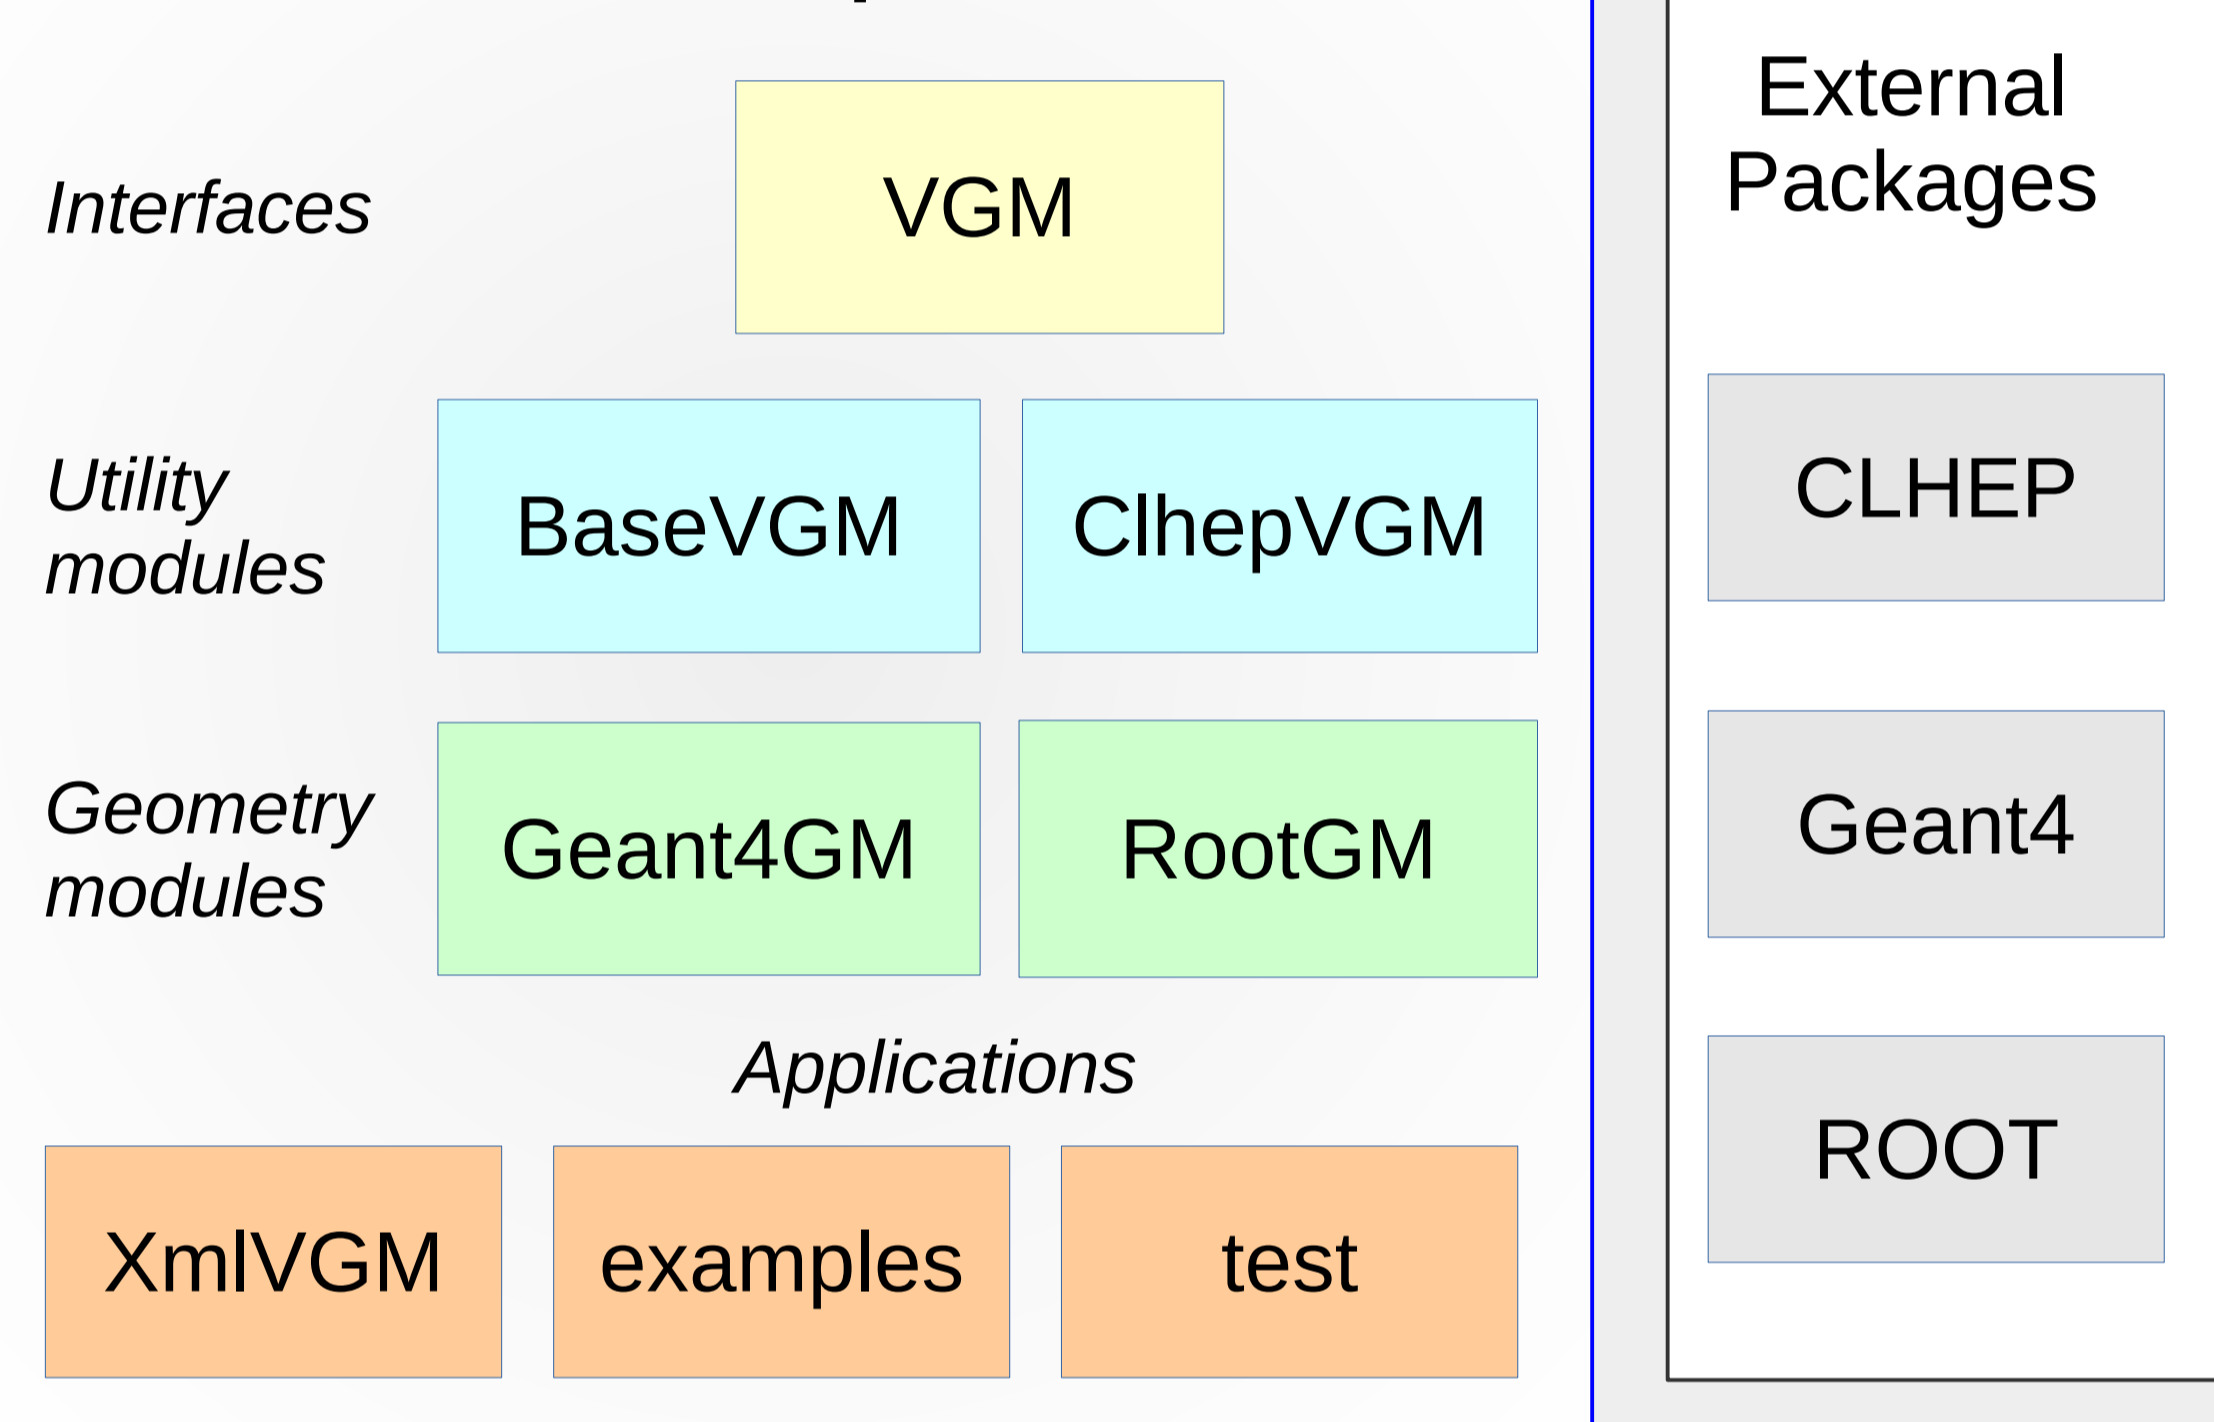 Interfaces
VGM
Utility
modules
BaseVGM
ClhepVGM
Geometry
modules
Geant4GM
RootGM
Applications
XmlVGM
examples
test
External
Packages
CLHEP
Geant4
ROOT